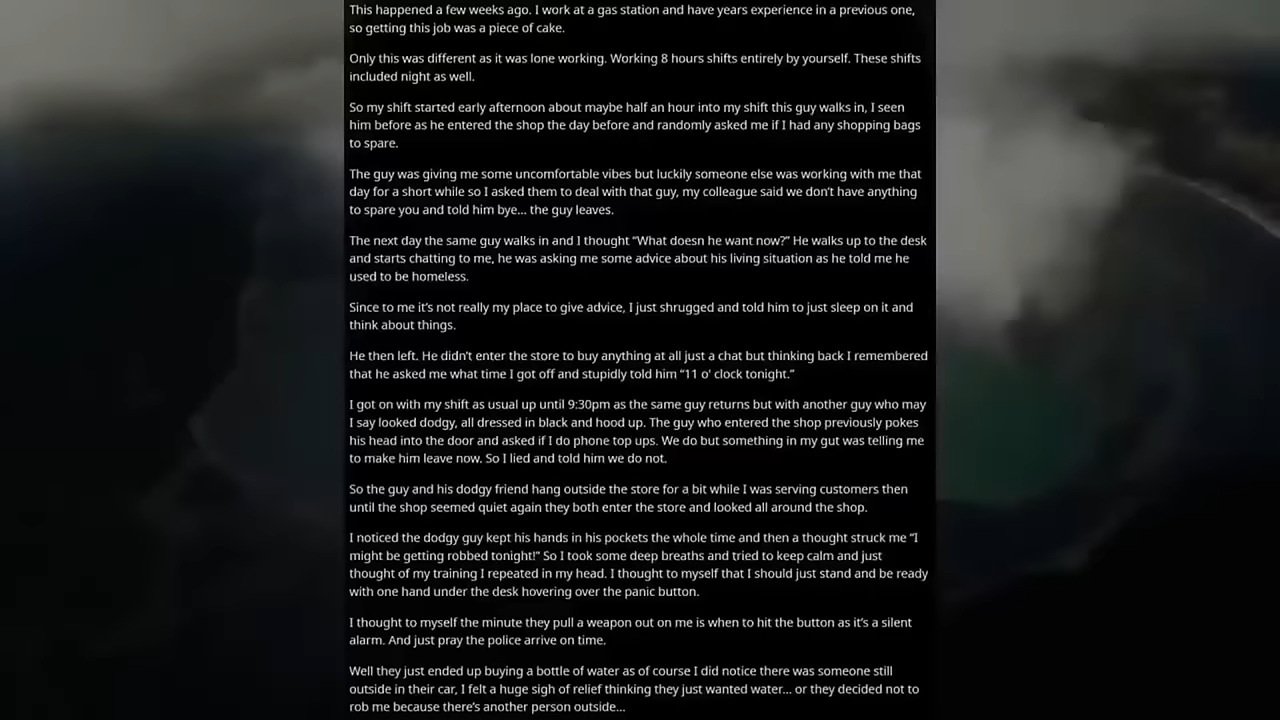 This happened a few weeks ago. I work at a gas station and have years experience in a previous one,
so getting this job was a piece of cake.
Only this was different as it was lone working. Working 8 hours shifts entirely by yourself. These shifts
included night as well.
So my shift started early afternoon about maybe half an hour into my shift this guy walks in, I seen
him before as he entered the shop the day before and randomly asked me if I had any shopping bags
to spare.
The guy was giving me some uncomfortable vibes but luckily someone else was working with me that
day for a short while so I asked them to deal with that guy, my colleague said we don't have anything
to spare you and told him bye... the guy leaves.
The next day the same guy walks in and I thought “What doesn he want now?” He walks up to the desk
and starts chatting to me, he was asking me some advice about his living situation as he told me he
used to be homeless.
Since to me it's not really my place to give advice, I just shrugged and told him to just sleep on it and
think about things.
He then left. He didn't enter the store to buy anything at all just a chat but thinking back I remembered
that he asked me what time I got off and stupidly told him “11 o' clock tonight.”
I got on with my shift as usual up until 9:30pm as the same guy returns but with another guy who may
I say looked dodgy, all dressed in black and hood up. The guy who entered the shop previously pokes
his head into the door and asked if I do phone top ups. We do but something in my gut was telling me
to make him leave now. So I lied and told him we do not.
So the guy and his dodgy friend hang outside the store for a bit while I was serving customers then
until the shop seemed quiet again they both enter the store and looked all around the shop.
I noticed the dodgy guy kept his hands in his pockets the whole time and then a thought struck me “I
might be getting robbed tonight!” So I took some deep breaths and tried to keep calm and just
thought of my training I repeated in my head. I thought to myself that I should just stand and be ready
with one hand under the desk hovering over the panic button.
I thought to myself the minute they pull a weapon out on me is when to hit the button as it's a silent
alarm. And just pray the police arrive on time.
Well they just ended up buying a bottle of water as of course I did notice there was someone still
outside in their car, I felt a huge sigh of relief thinking they just wanted water... or they decided not to
rob me because there's another person outside...